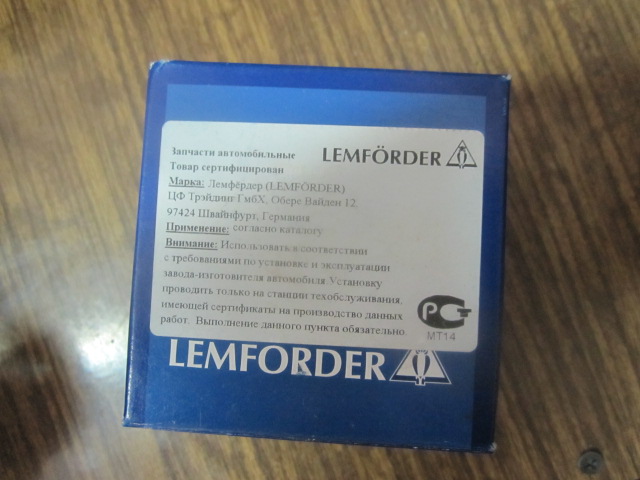 Запчасти автомобильные
LEMFÖRDER
Товар сертифицирован
Марка: Лемфёрдер (LEMFÖRDER)
ЦФ Трэйдинг ГмбХ, Обере Вайден 12,
97424 Швайнфурт, Германия
Применение: согласно каталогу
Внимание: Использовать в соответствии
с требованиями по установке и эксплуатации
завода-изготовителя автомобиля. Установку
проводить только на станции техобслуживания,
имеющей сертификаты на производство данных
работ. Выполнение данного пункта обязательно.
РСТ
МТ14
LEMFÖRDER